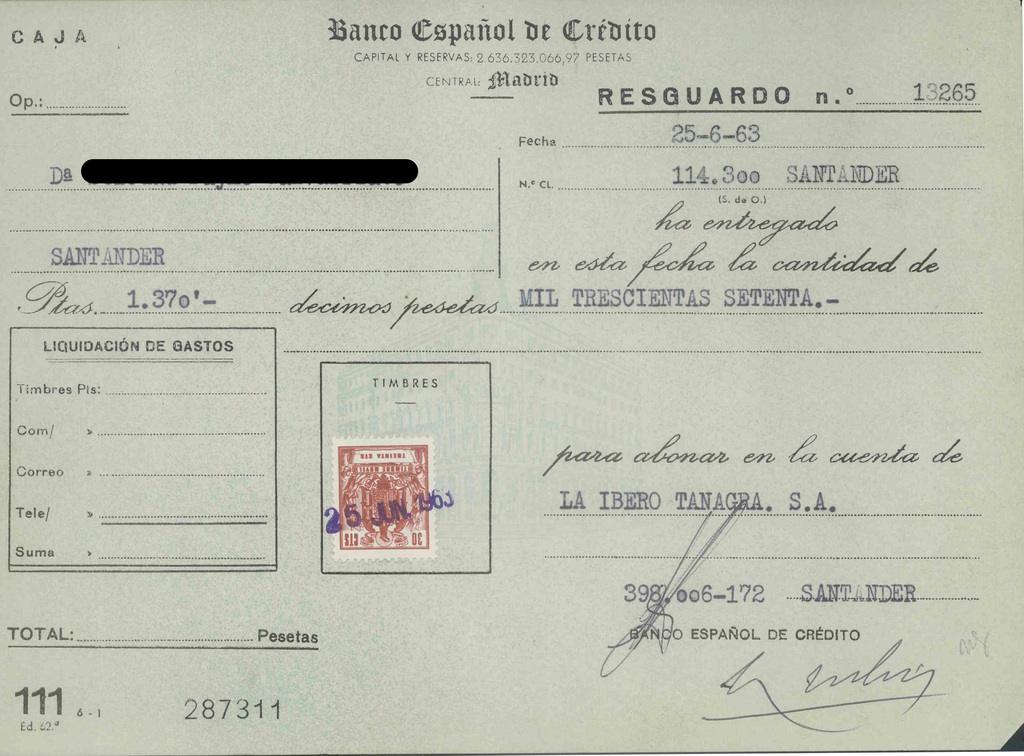 CAJA
Banco Español de Crédito
CAPITAL Y RESERVAS: 2.636.323.066,97 PESETAS
CENTRAL: Madrid
Op.:
RESGUARDO n.° 13265
Fecha 25-6-63
Dª
N.° CL. 114.3oo SANTANDER
(S. de O.)
ha entregado
SANTANDER
en esta fecha la cantidad de
Ptas. 1.37o'- decimos pesetas MIL TRESCIENTAS SETENTA.-
LIQUIDACIÓN DE GASTOS
Timbres Pts:
Com/ »
Correo »
Tele/ »
Suma »
TIMBRES
TIMBRE MOVIL
30 CTS
25 JUN. 1963
para abonar en la cuenta de
LA IBERO TANAGRA. S.A.
398.oo6-172 SANTANDER
BANCO ESPAÑOL DE CRÉDITO
TOTAL: Pesetas
111 6-1
Ed. 62.ª
287311